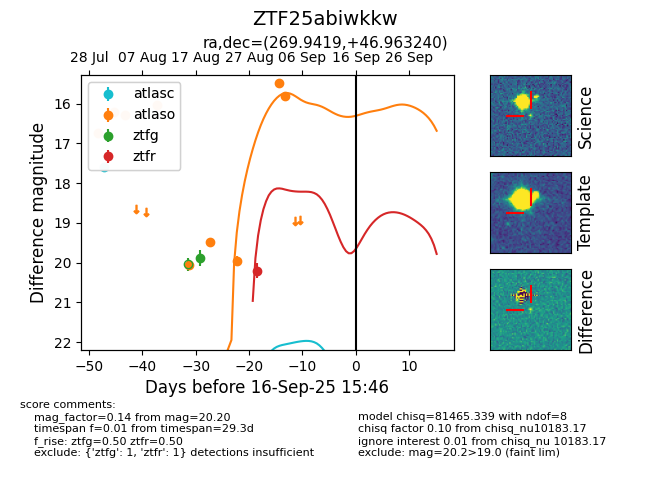 ZTF25abiwkkw
ra,dec=(269.9419,+46.963240)
28 Jul 07 Aug 17 Aug 27 Aug 06 Sep 16 Sep 26 Sep
atlasc
atlaso
ztfg
ztfr
Difference magnitude
16
17
18
19
20
21
22
−50 −40 −30 −20 −10 0 10
Days before 16-Sep-25 15:46
Science
Template
Difference
score comments:
mag_factor=0.14 from mag=20.20
timespan f=0.01 from timespan=29.3d
f_rise: ztfg=0.50 ztfr=0.50
exclude: {'ztfg': 1, 'ztfr': 1} detections insufficient
model chisq=81465.339 with ndof=8
chisq factor 0.10 from chisq_nu10183.17
ignore interest 0.01 from chisq_nu 10183.17
exclude: mag=20.2>19.0 (faint lim)